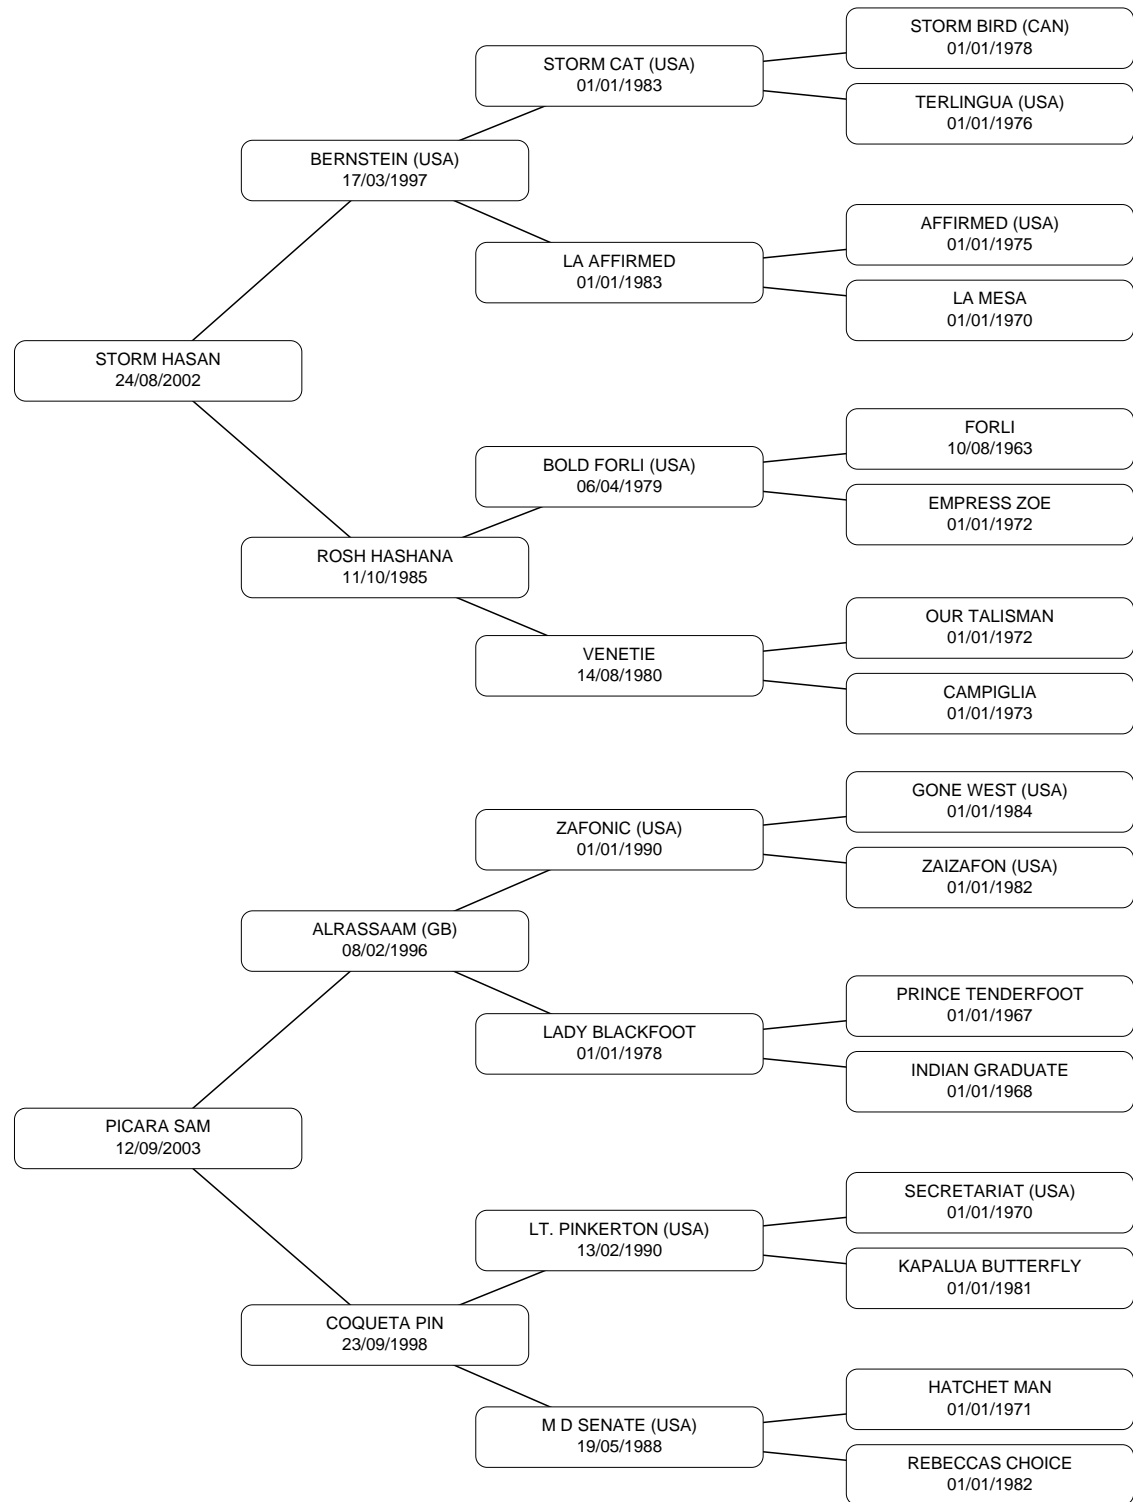 STORM BIRD (CAN)
01/01/1978
STORM CAT (USA)
01/01/1983
TERLINGUA (USA)
01/01/1976
BERNSTEIN (USA)
17/03/1997
AFFIRMED (USA)
01/01/1975
LA AFFIRMED
01/01/1983
LA MESA
01/01/1970
STORM HASAN
24/08/2002
FORLI
10/08/1963
BOLD FORLI (USA)
06/04/1979
EMPRESS ZOE
01/01/1972
ROSH HASHANA
11/10/1985
OUR TALISMAN
01/01/1972
VENETIE
14/08/1980
CAMPIGLIA
01/01/1973
GONE WEST (USA)
01/01/1984
ZAFONIC (USA)
01/01/1990
ZAIZAFON (USA)
01/01/1982
ALRASSAAM (GB)
08/02/1996
PRINCE TENDERFOOT
01/01/1967
LADY BLACKFOOT
01/01/1978
INDIAN GRADUATE
01/01/1968
PICARA SAM
12/09/2003
SECRETARIAT (USA)
01/01/1970
LT. PINKERTON (USA)
13/02/1990
KAPALUA BUTTERFLY
01/01/1981
COQUETA PIN
23/09/1998
HATCHET MAN
01/01/1971
M D SENATE (USA)
19/05/1988
REBECCAS CHOICE
01/01/1982